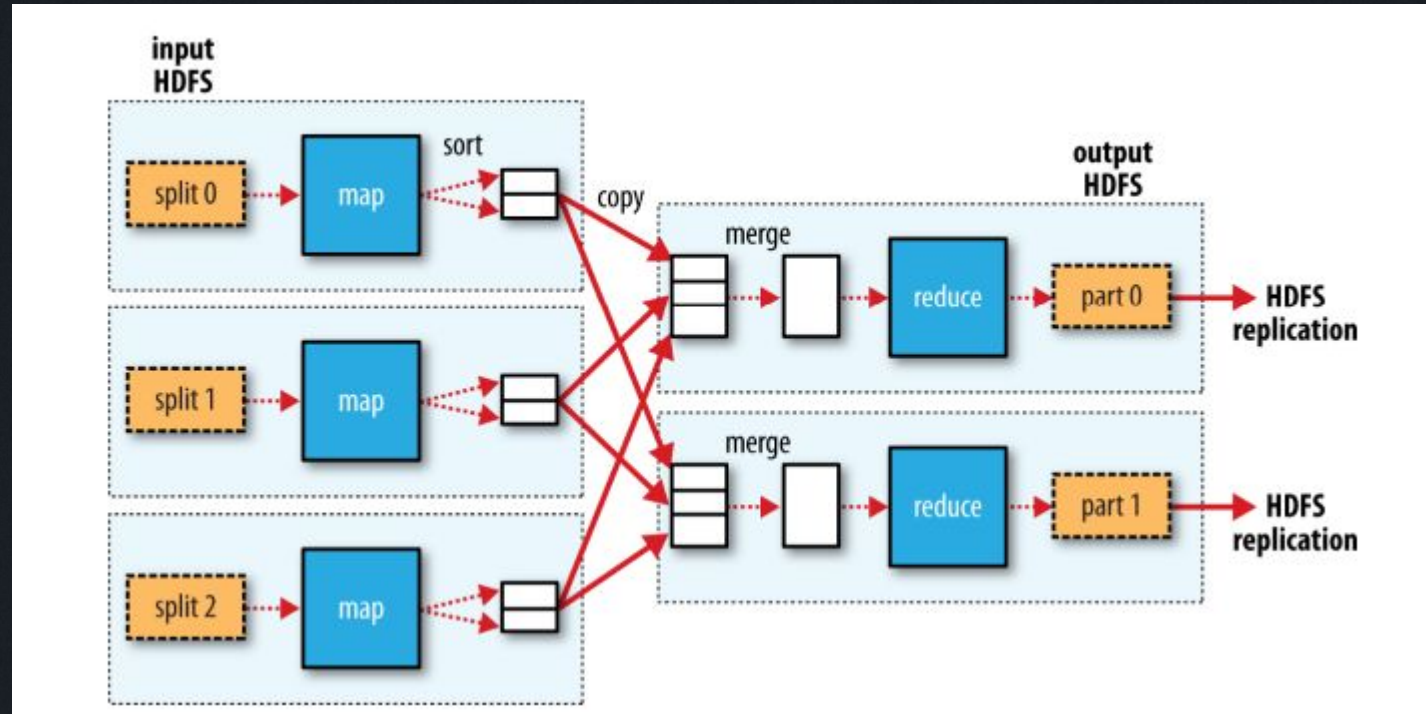 input
HDFS
split 0
map
sort
copy
split 1
map
split 2
map
output
HDFS
merge
reduce
part 0
HDFS
replication
merge
reduce
part 1
HDFS
replication